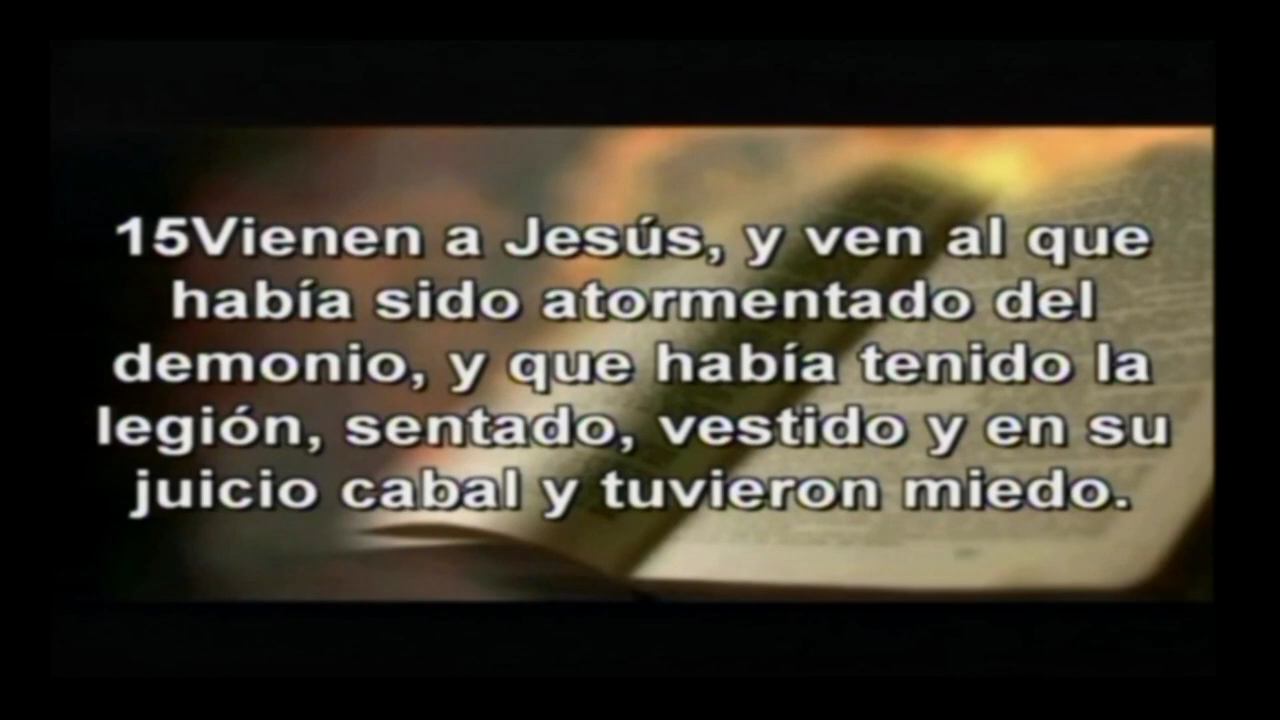 15Vienen a Jesús, y ven al que
había sido atormentado del
demonio, y que había tenido la
legión, sentado, vestido y en su
juicio cabal y tuvieron miedo.